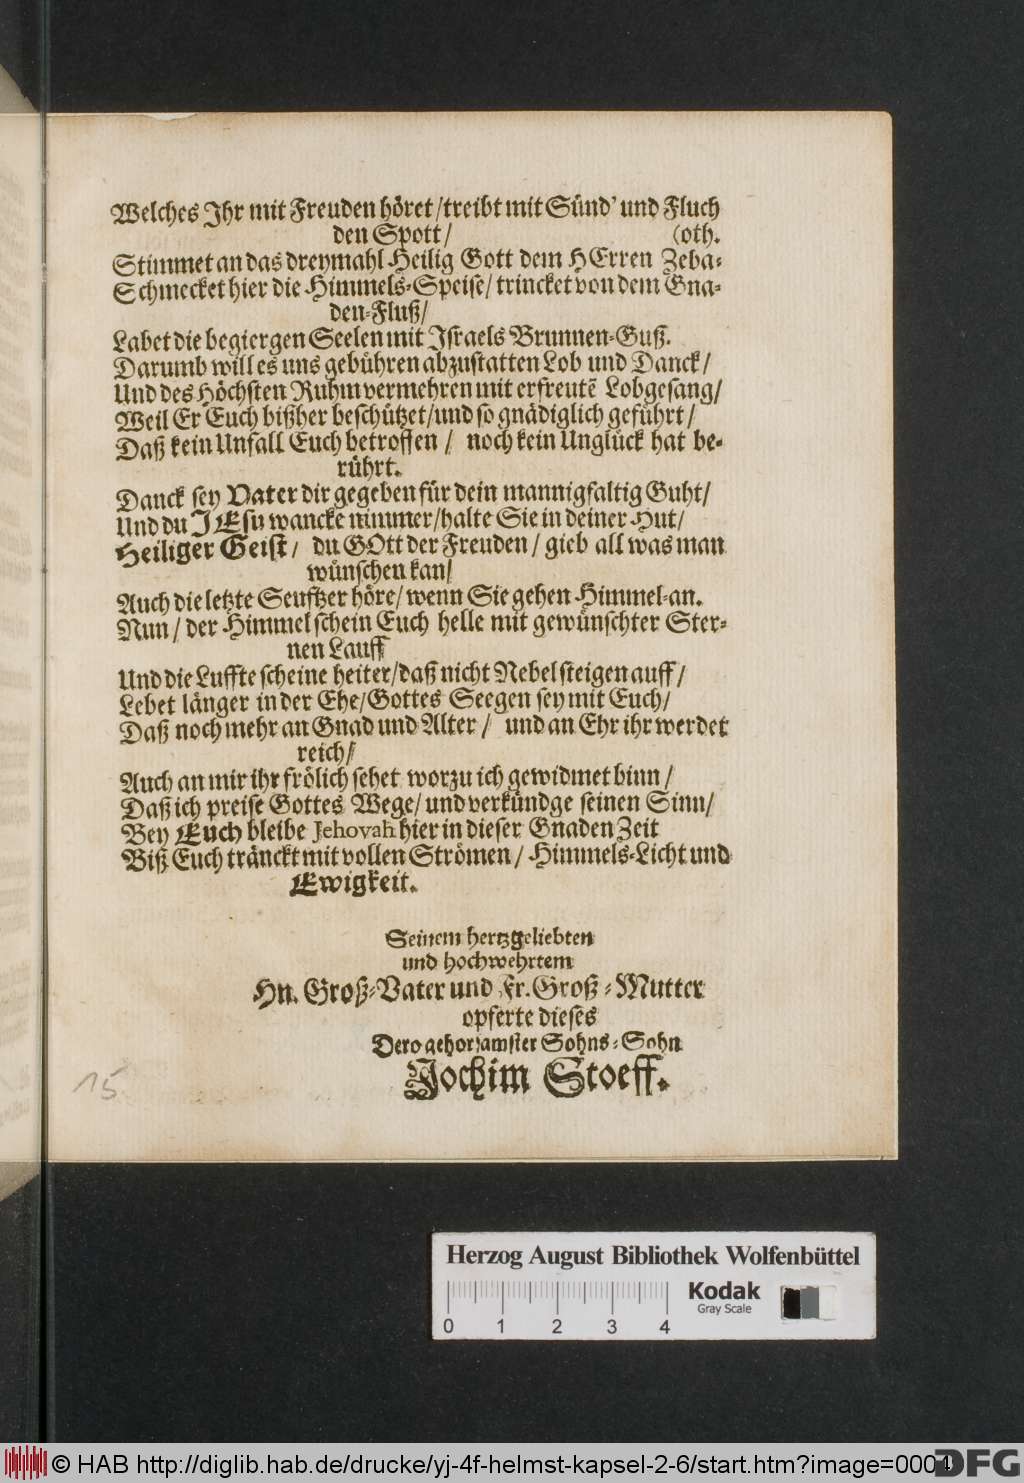 Welches Ihr mit Freuden höret/treibt mit Sünd' und Fluch
den Spott/ (oth.
Stimmet an das dreymahl Heilig Gott dem HErren Zeba-
Schmecket hier die Himmels-Speise/ trincket von dem Gna-
den-Fluß/
Labet die begiergen Seelen mit Israels Brunnen-Guß.
Darumb will es uns gebühren abzustatten Lob und Danck/
Und des Höchsten Ruhm vermehren mit erfreutē Lobgesang/
Weil Er Euch bißher beschützet/und so gnädiglich geführt/
Daß kein Unfall Euch betroffen/ noch kein Unglück hat be-
rührt.
Danck sey Vater dir gegeben für dein mannigfaltig Guht/
Und du JEsu wancke nimmer/halte Sie in deiner Hut/
Heiliger Geist/ du GOtt der Freuden/ gieb all was man
wünschen kan/
Auch die letzte Seufftzer höre/ wenn Sie gehen Himmel-an.
Nun/ der Himmel schein Euch helle mit gewünschter Ster-
nen Lauff
Und die Luffte scheine heiter/daß nicht Nebel steigen auff/
Lebet länger in der Ehe/Gottes Seegen sey mit Euch/
Daß noch mehr an Gnad und Alter/ und an Ehr ihr werdet
reich/
Auch an mir ihr frölich sehet worzu ich gewidmet binn/
Daß ich preise Gottes Wege/ und verkündge seinen Sinn/
Bey Euch bleibe Jehovah hier in dieser Gnaden Zeit
Biß Euch tränckt mit vollen Strömen/ Himmels-Licht und
Ewigkeit.
Seinem hertzgeliebten
und hochwehrtem
Hn. Groß-Vater und Fr. Groß-Mutter
opferte dieses
Dero gehorsamster Sohns-Sohn
Jochim Stoeff.
15
Herzog August Bibliothek Wolfenbüttel
Kodak
Gray Scale
0 1 2 3 4
© HAB http://diglib.hab.de/drucke/yj-4f-helmst-kapsel-2-6/start.htm?image=0004
DFG